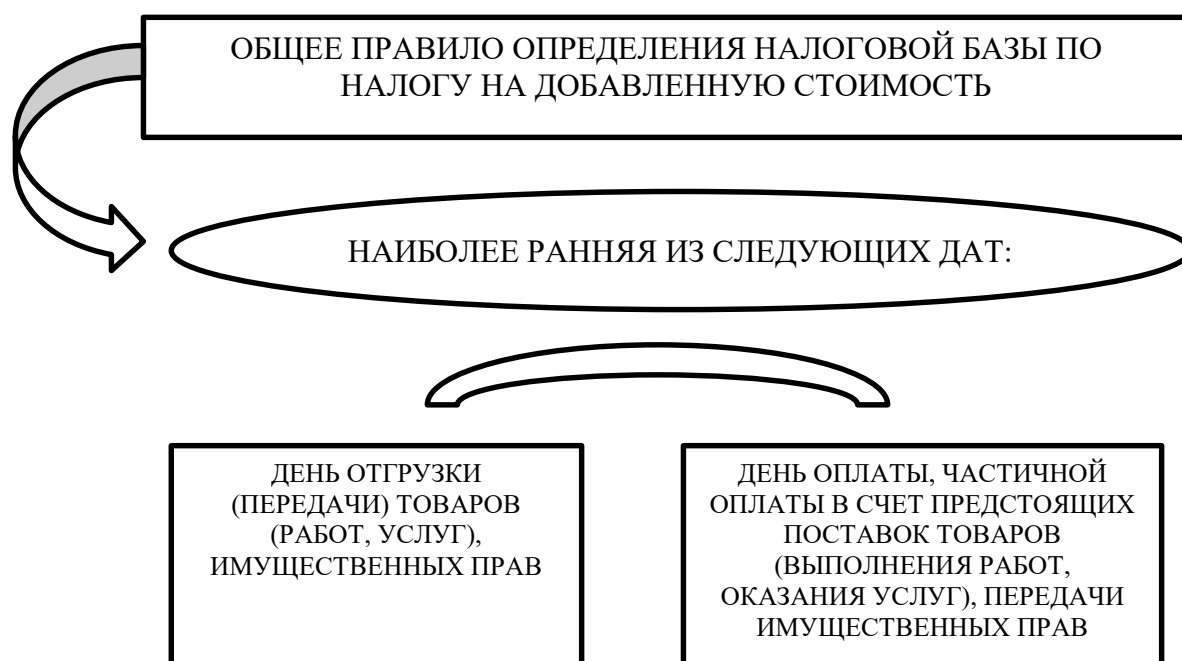 ОБЩЕЕ ПРАВИЛО ОПРЕДЕЛЕНИЯ НАЛОГОВОЙ БАЗЫ ПО
НАЛОГУ НА ДОБАВЛЕННУЮ СТОИМОСТЬ
НАИБОЛЕЕ РАННЯЯ ИЗ СЛЕДУЮЩИХ ДАТ:
ДЕНЬ ОТГРУЗКИ
(ПЕРЕДАЧИ) ТОВАРОВ
(РАБОТ, УСЛУГ),
ИМУЩЕСТВЕННЫХ ПРАВ
ДЕНЬ ОПЛАТЫ, ЧАСТИЧНОЙ
ОПЛАТЫ В СЧЕТ ПРЕДСТОЯЩИХ
ПОСТАВОК ТОВАРОВ
(ВЫПОЛНЕНИЯ РАБОТ,
ОКАЗАНИЯ УСЛУГ), ПЕРЕДАЧИ
ИМУЩЕСТВЕННЫХ ПРАВ